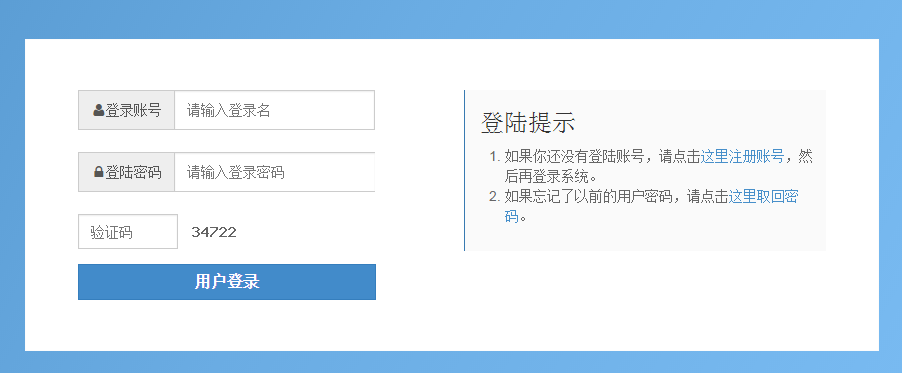 登录账号 请输入登录名
登陆密码 请输入登录密码
验证码 34722
用户登录
登陆提示
1. 如果你还没有登陆账号，请点击这里注册账号，然
后再登录系统。
2. 如果忘记了以前的用户密码，请点击这里取回密
码。